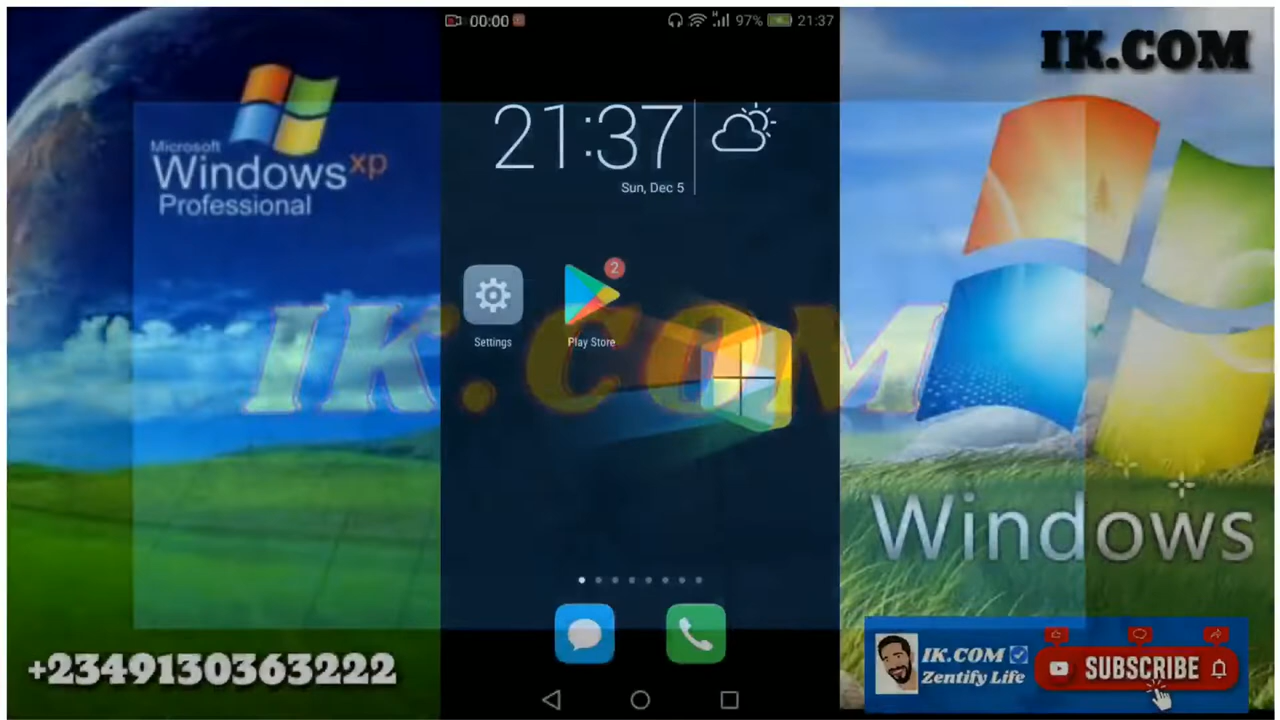 00:00
97%
21:37
IK.COM
Microsoft
Windows xp
Professional
21:37
Sun, Dec 5
2
Settings
Play Store
IK.COM
Windows
+2349130363222
IK.COM
Zentify Life
SUBSCRIBE